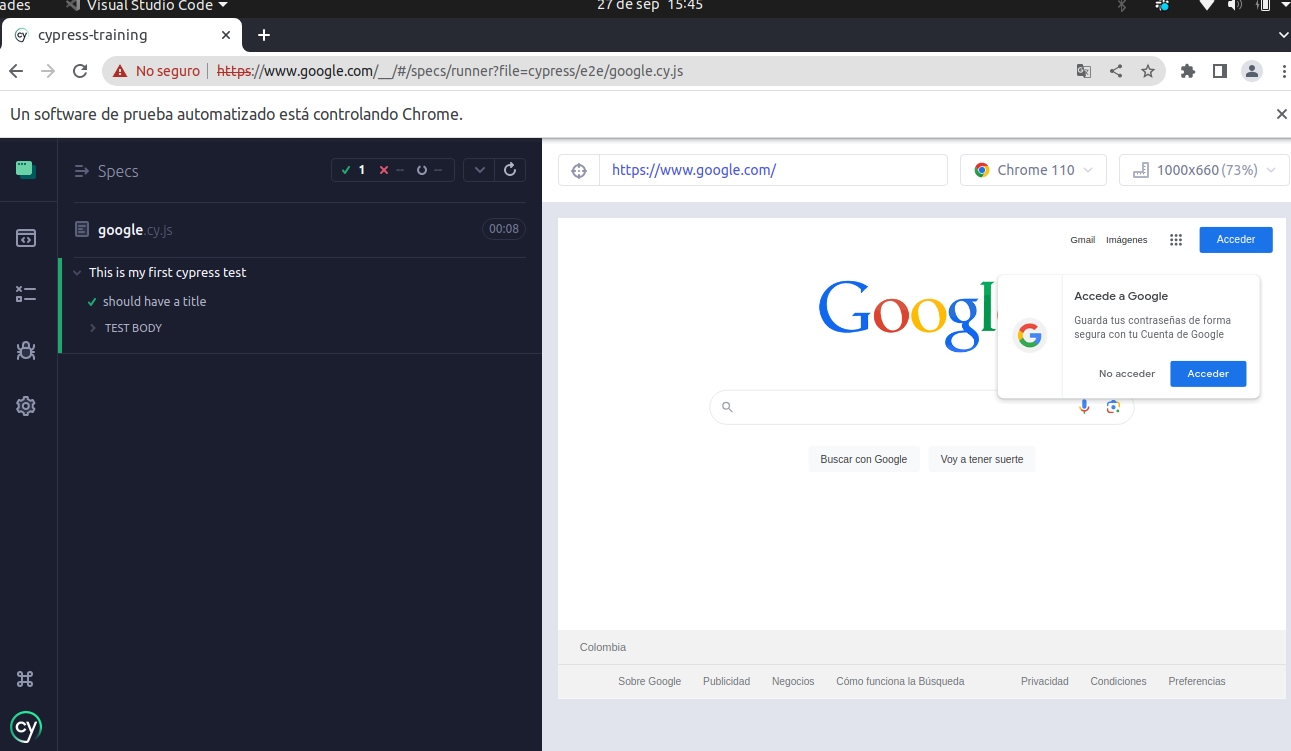 ades Visual Studio Code 27 de sep 15:45
cypress-training
No seguro https://www.google.com/__/#/specs/runner?file=cypress/e2e/google.cy.js
Un software de prueba automatizado está controlando Chrome.
Specs 1 -- --
google.cy.js 00:08
This is my first cypress test
should have a title
TEST BODY
cy
https://www.google.com/ Chrome 110 1000x660 (73%)
Gmail Imágenes Acceder
Googl
Accede a Google
Guarda tus contraseñas de forma
segura con tu Cuenta de Google
No acceder Acceder
Buscar con Google Voy a tener suerte
Colombia
Sobre Google Publicidad Negocios Cómo funciona la Búsqueda Privacidad Condiciones Preferencias